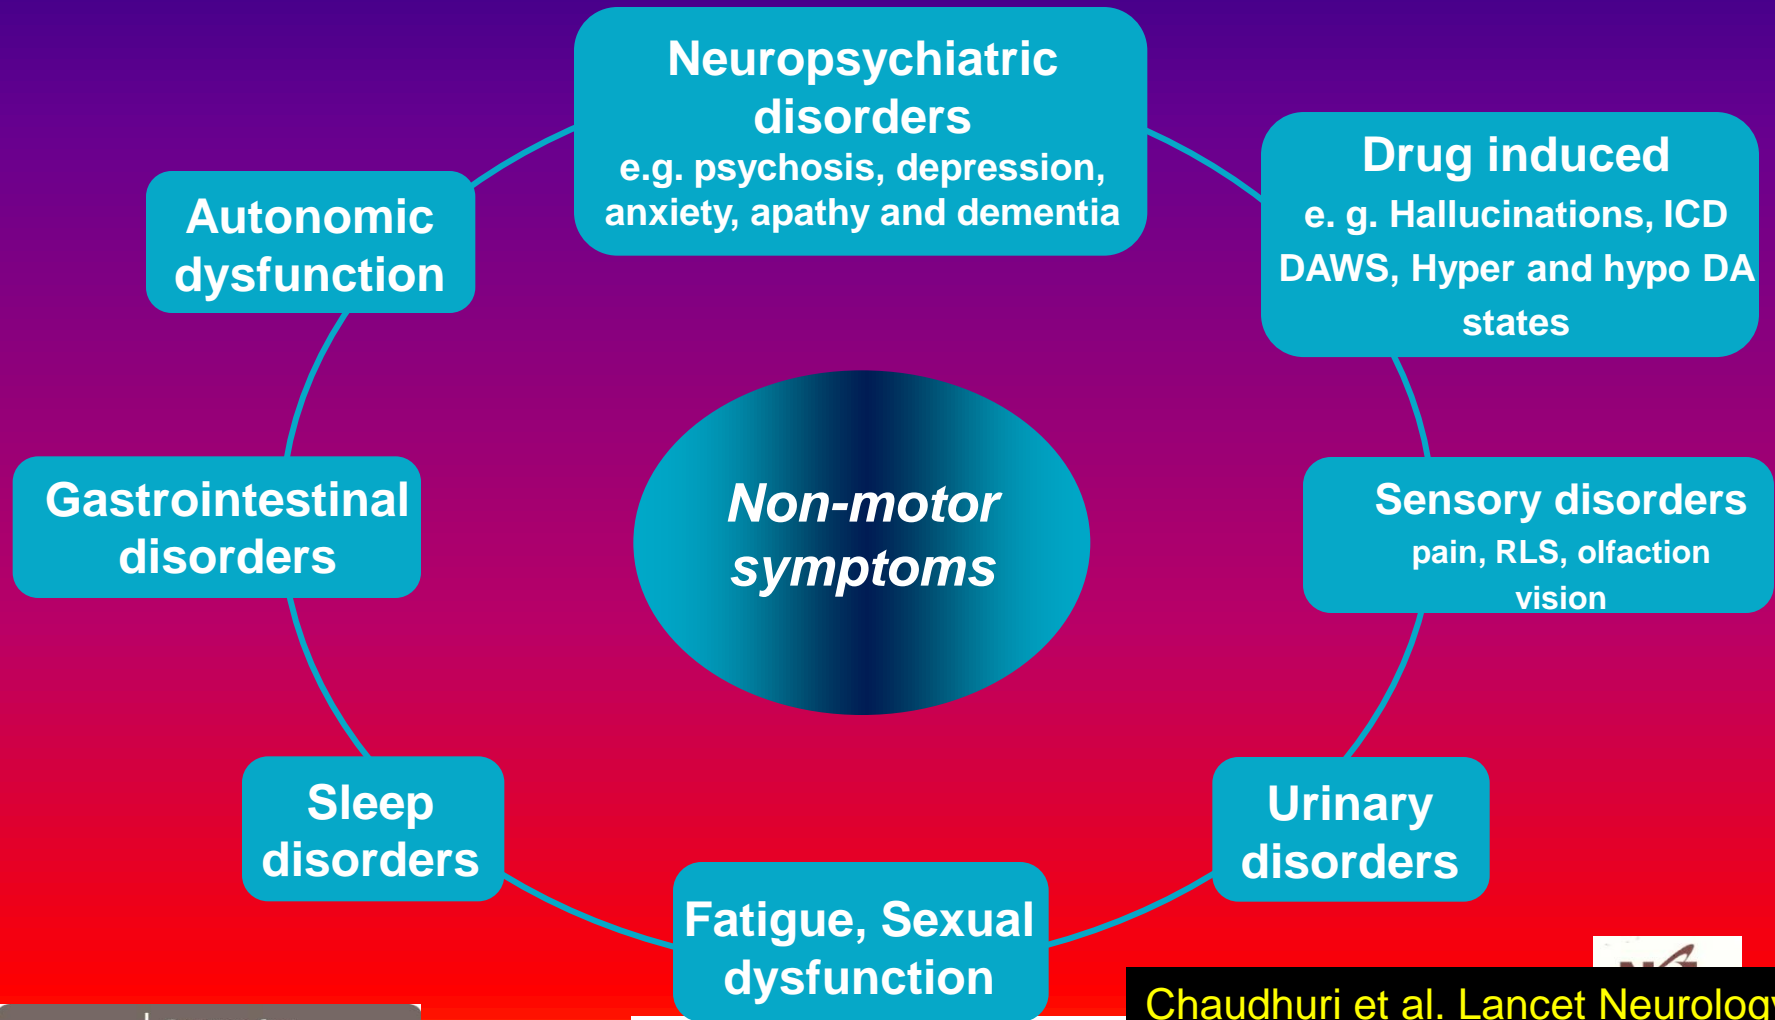 Neuropsychiatric
disorders
e.g. psychosis, depression,
anxiety, apathy and dementia
Drug induced
e. g. Hallucinations, ICD
DAWS, Hyper and hypo DA
states
Autonomic
dysfunction
Gastrointestinal
disorders
Non-motor
symptoms
Sensory disorders
pain, RLS, olfaction
vision
Sleep
disorders
Urinary
disorders
Fatigue, Sexual
dysfunction
Chaudhuri et al. Lancet Neurology